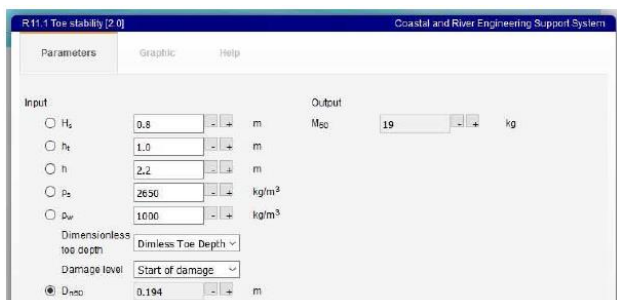 R11.1 Toe stability [2.0] Coastal and River Engineering Support System
Parameters Graphic Help
Input Output
Hs 0.8 - + m M50 19 - + kg
ht 1.0 - + m
h 2.2 - + m
ρs 2650 - + kg/m³
ρw 1000 - + kg/m³
Dimensionless
toe depth Dimless Toe Depth
Damage level Start of damage
Dn50 0.194 - + m